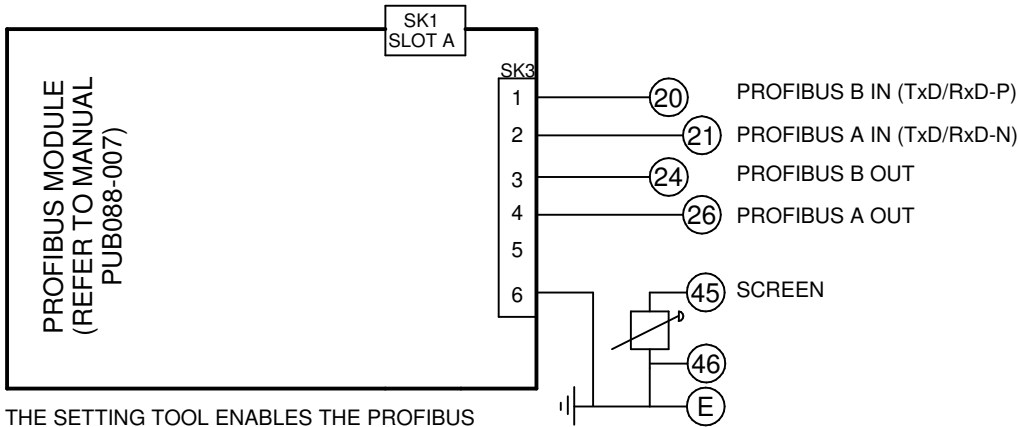 SK1
SLOT A
PROFIBUS MODULE
(REFER TO MANUAL
PUB088-007)
SK3
1
20
PROFIBUS B IN (TxD/RxD-P)
2
21
PROFIBUS A IN (TxD/RxD-N)
3
24
PROFIBUS B OUT
4
26
PROFIBUS A OUT
5
6
45
SCREEN
46
E
THE SETTING TOOL ENABLES THE PROFIBUS